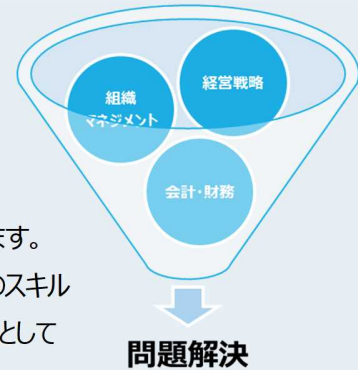 組織
マネジメント
経営戦略
会計・財務
ます。
のスキル
として
問題解決